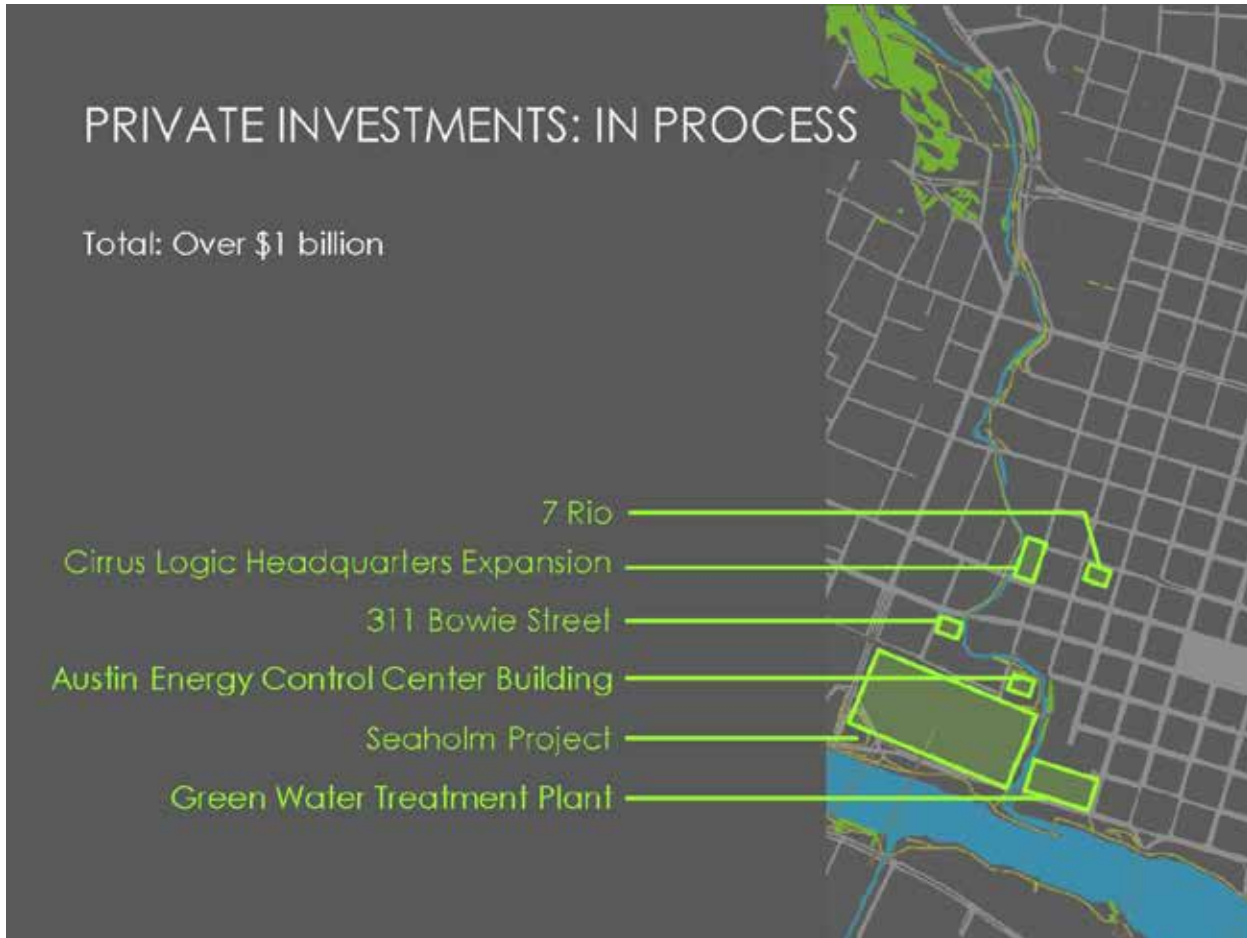 PRIVATE INVESTMENTS: IN PROCESS
Total: Over $1 billion
7 Rio
Cirrus Logic Headquarters Expansion
311 Bowie Street
Austin Energy Control Center Building
Seaholm Project
Green Water Treatment Plant